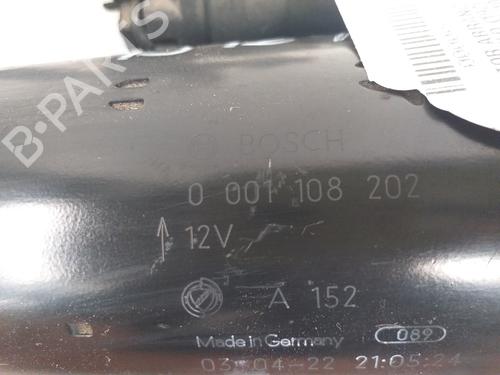 BOSCH
0 001 108 202
12V
A 152
Made in Germany 089
03-04-22 21:05:24
B-PARTS